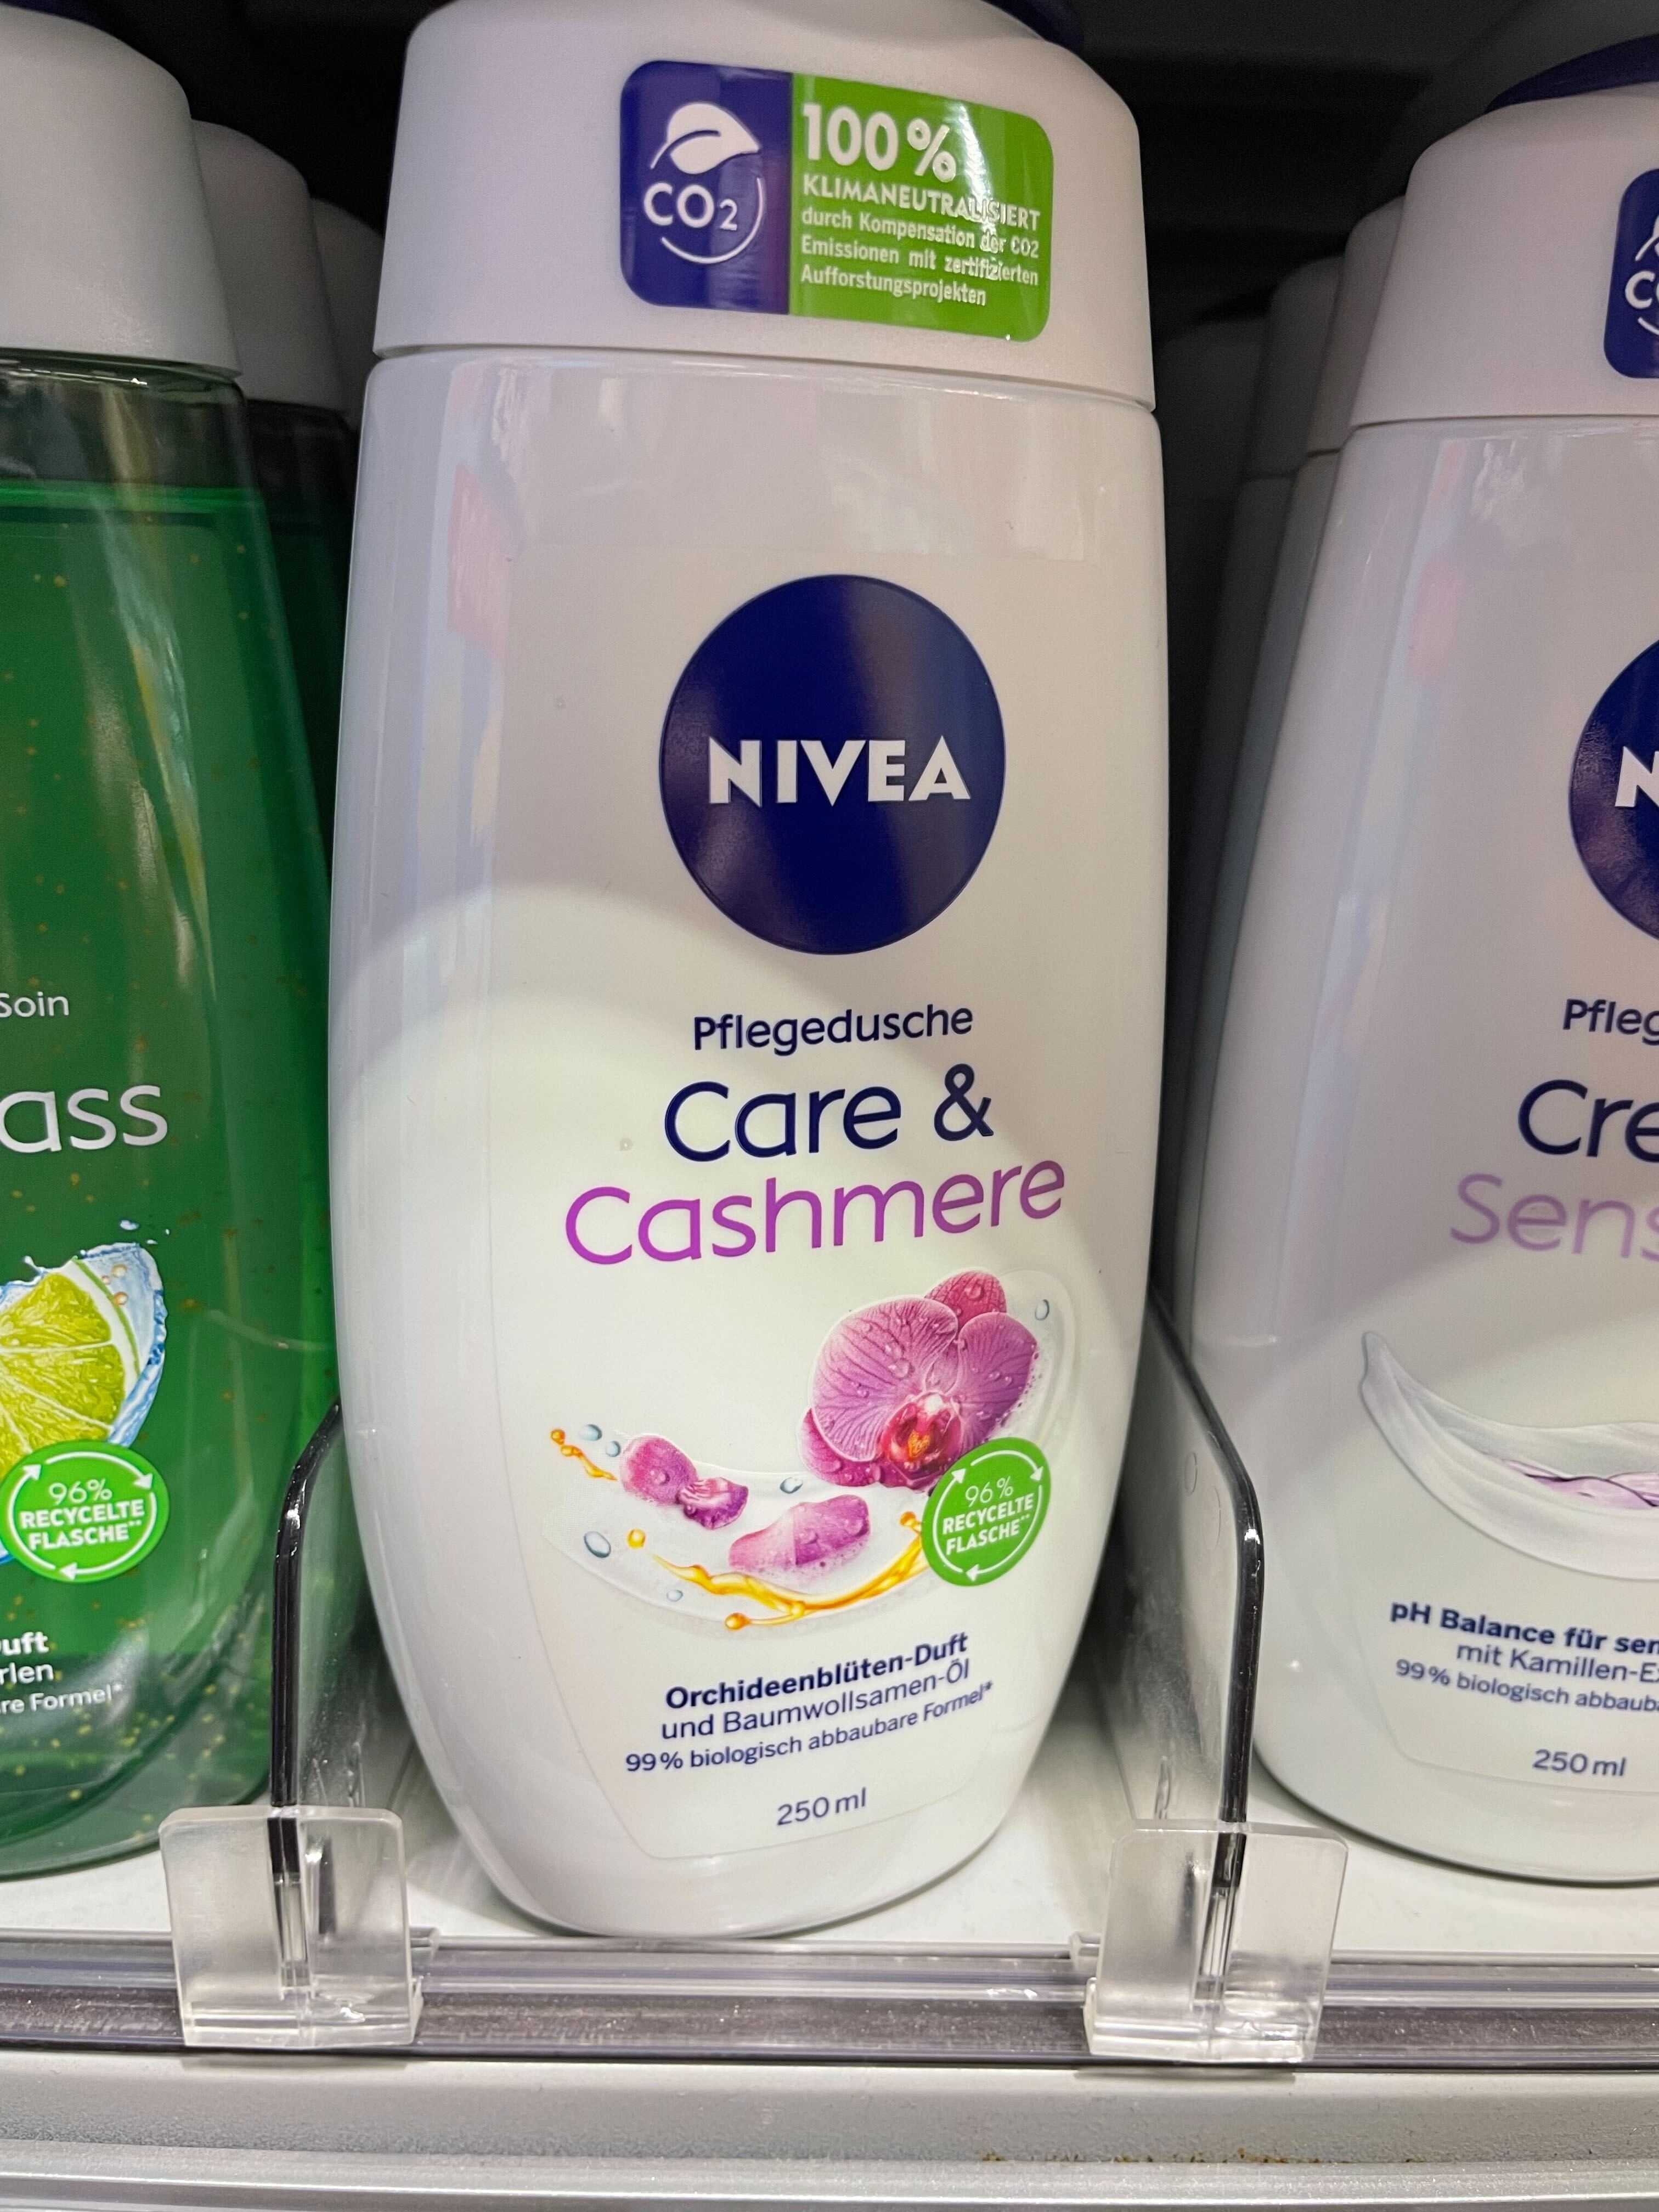 CO2
100%
KLIMANEUTRALISIERT
durch Kompensation der CO2
Emissionen mit zertifizierten
Aufforstungsprojekten
NIVEA
Pflegedusche
Care &
Cashmere
96%
RECYCELTE
FLASCHE**
Orchideenblüten-Duft
und Baumwollsamen-Öl
99% biologisch abbaubare Formel*
250 ml
Soin
ass
96%
RECYCELTE
FLASCHE**
uft
rlen
re Formel*
Pfleg
Cre
Sens
pH Balance für sen
mit Kamillen-E
99% biologisch abbauba
250 ml